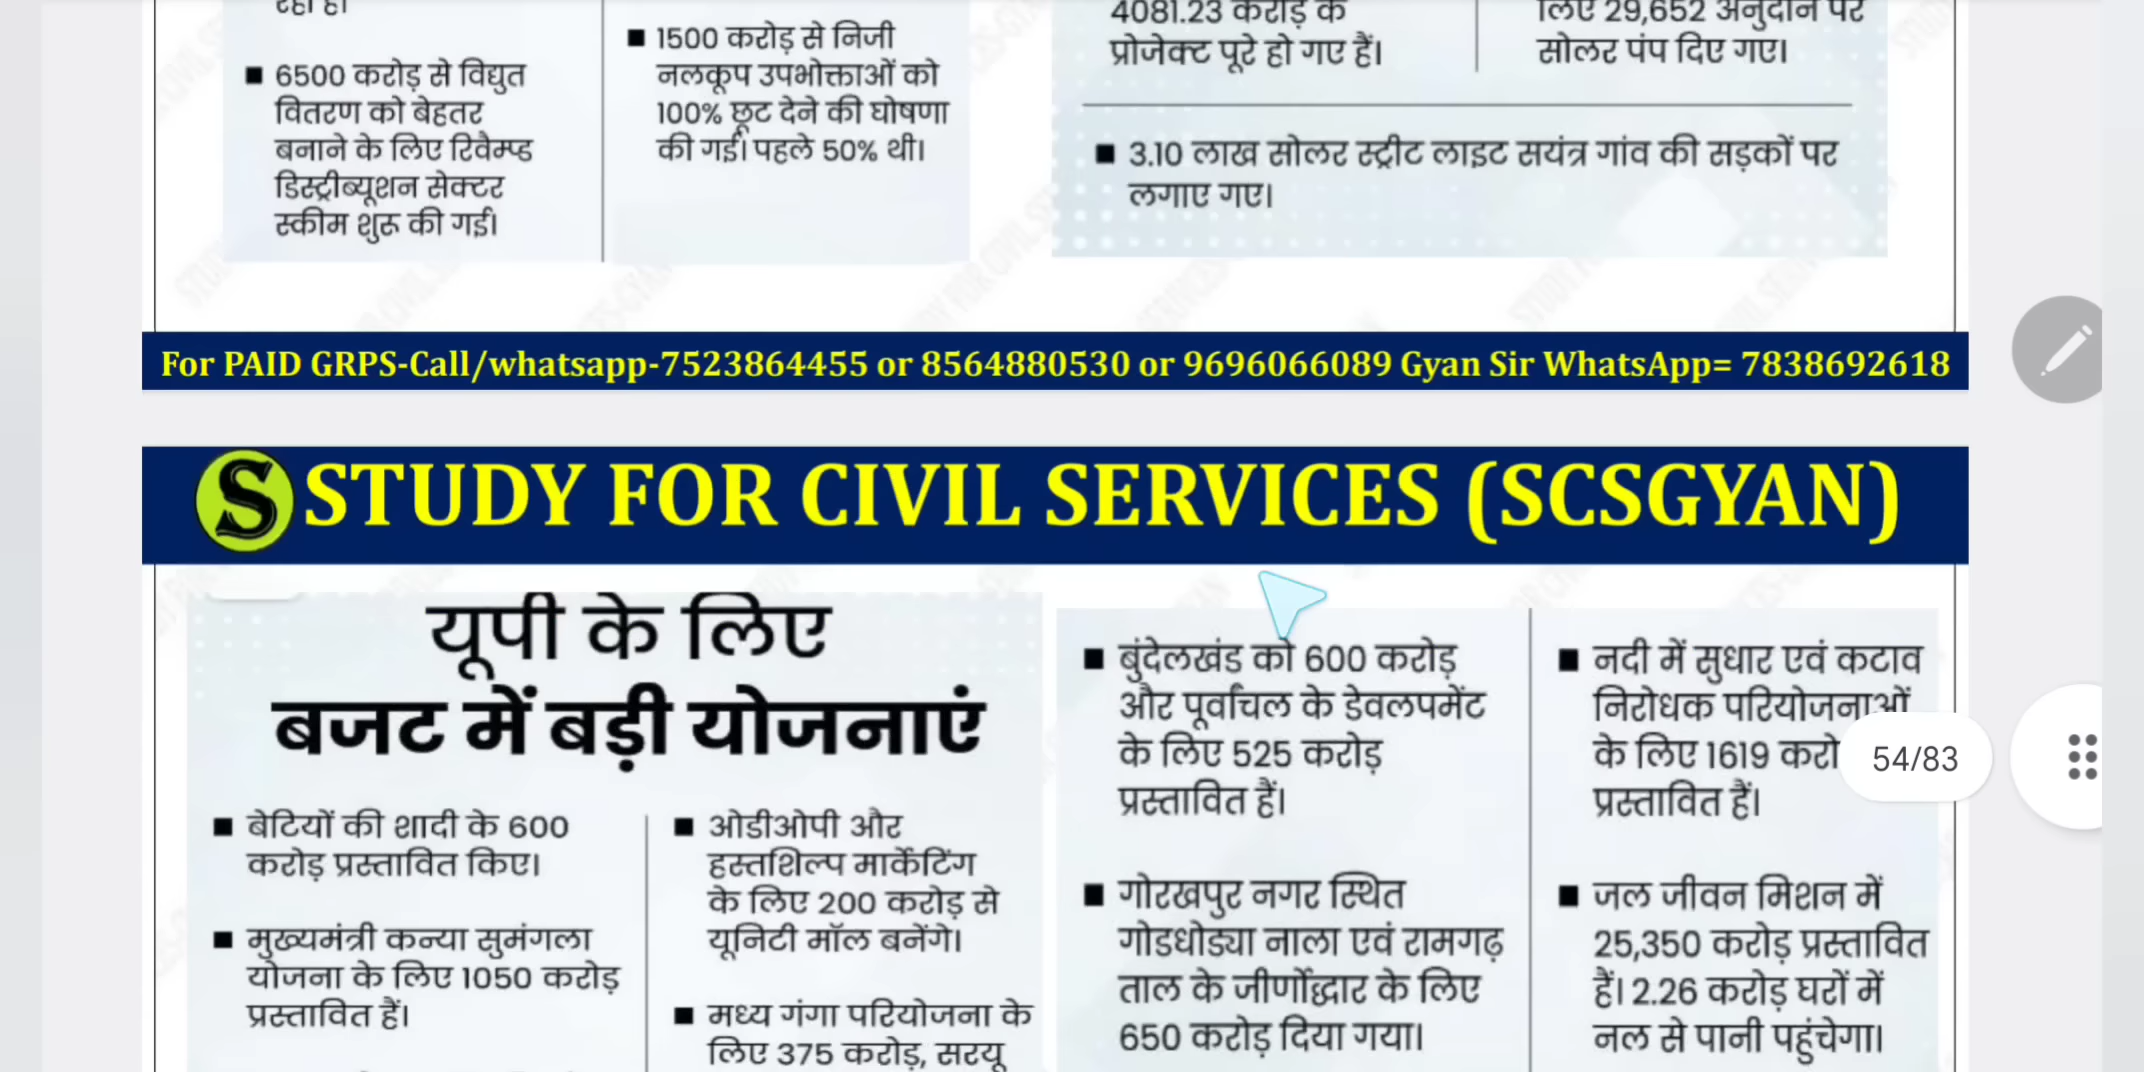 रहा है।
6500 करोड़ से विद्युत
वितरण को बेहतर
बनाने के लिए रिवैम्प्ड
डिस्ट्रीब्यूशन सेक्टर
स्कीम शुरू की गई।
1500 करोड़ से निजी
नलकूप उपभोक्ताओं को
100% छूट देने की घोषणा
की गई। पहले 50% थी।
4081.23 करोड़ के
प्रोजेक्ट पूरे हो गए हैं।
लिए 29,652 अनुदान पर
सोलर पंप दिए गए।
3.10 लाख सोलर स्ट्रीट लाइट सयंत्र गांव की सड़कों पर
लगाए गए।
For PAID GRPS-Call/whatsapp-7523864455 or 8564880530 or 9696066089 Gyan Sir WhatsApp= 7838692618
S STUDY FOR CIVIL SERVICES (SCSGYAN)
यूपी के लिए
बजट में बड़ी योजनाएं
बेटियों की शादी के 600
करोड़ प्रस्तावित किए।
मुख्यमंत्री कन्या सुमंगला
योजना के लिए 1050 करोड़
प्रस्तावित हैं।
ओडीओपी और
हस्तशिल्प मार्केटिंग
के लिए 200 करोड़ से
यूनिटी मॉल बनेंगे।
मध्य गंगा परियोजना के
लिए 375 करोड़, सरयू
बुंदेलखंड को 600 करोड़
और पूर्वांचल के डेवलपमेंट
के लिए 525 करोड़
प्रस्तावित हैं।
गोरखपुर नगर स्थित
गोडधोड्या नाला एवं रामगढ़
ताल के जीर्णोद्धार के लिए
650 करोड़ दिया गया।
नदी में सुधार एवं कटाव
निरोधक परियोजनाओं
के लिए 1619 करो
प्रस्तावित हैं।
जल जीवन मिशन में
25,350 करोड़ प्रस्तावित
हैं। 2.26 करोड़ घरों में
नल से पानी पहुंचेगा।
54/83